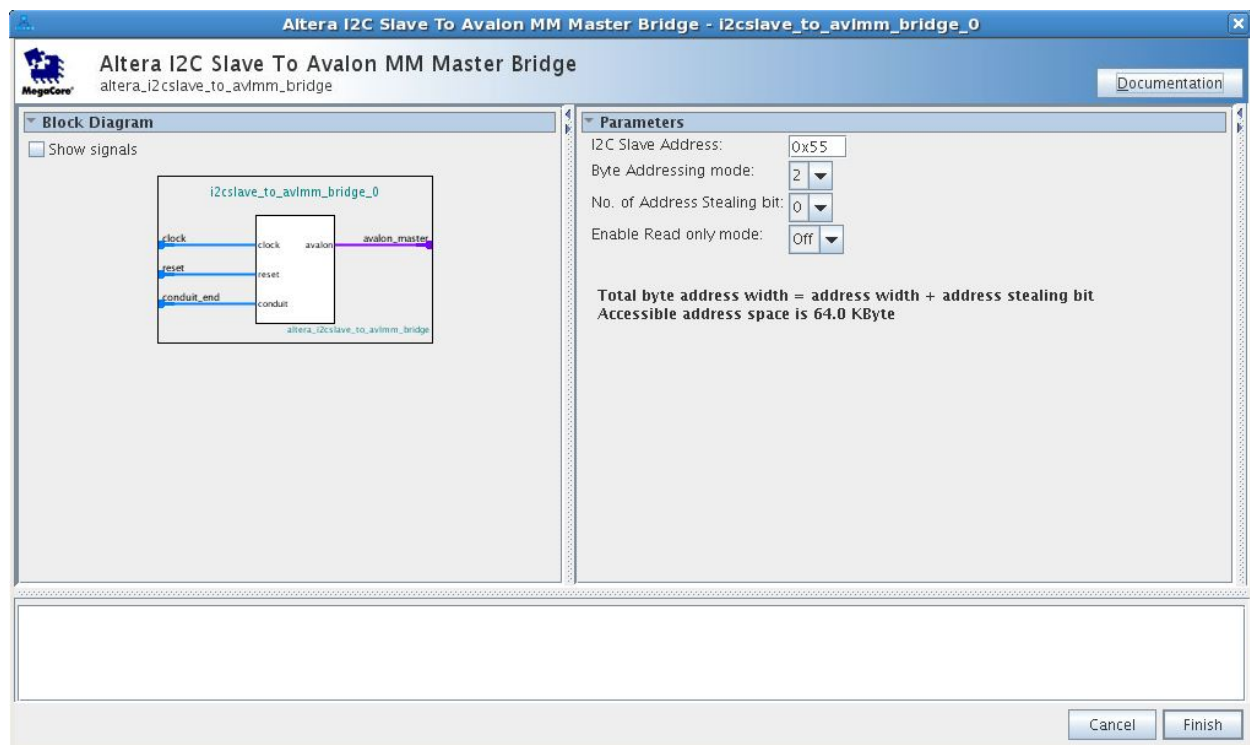 Altera I2C Slave To Avalon MM Master Bridge - i2cslave_to_avlmm_bridge_0
MegaCore®
Altera I2C Slave To Avalon MM Master Bridge
altera_i2cslave_to_avlmm_bridge
Documentation
Block Diagram
Show signals
i2cslave_to_avlmm_bridge_0
clock
clock
avalon
avalon_master
reset
reset
conduit_end
conduit
altera_i2cslave_to_avlmm_bridge
Parameters
I2C Slave Address: 0x55
Byte Addressing mode: 2
No. of Address Stealing bit: 0
Enable Read only mode: Off
Total byte address width = address width + address stealing bit
Accessible address space is 64.0 KByte
Cancel
Finish